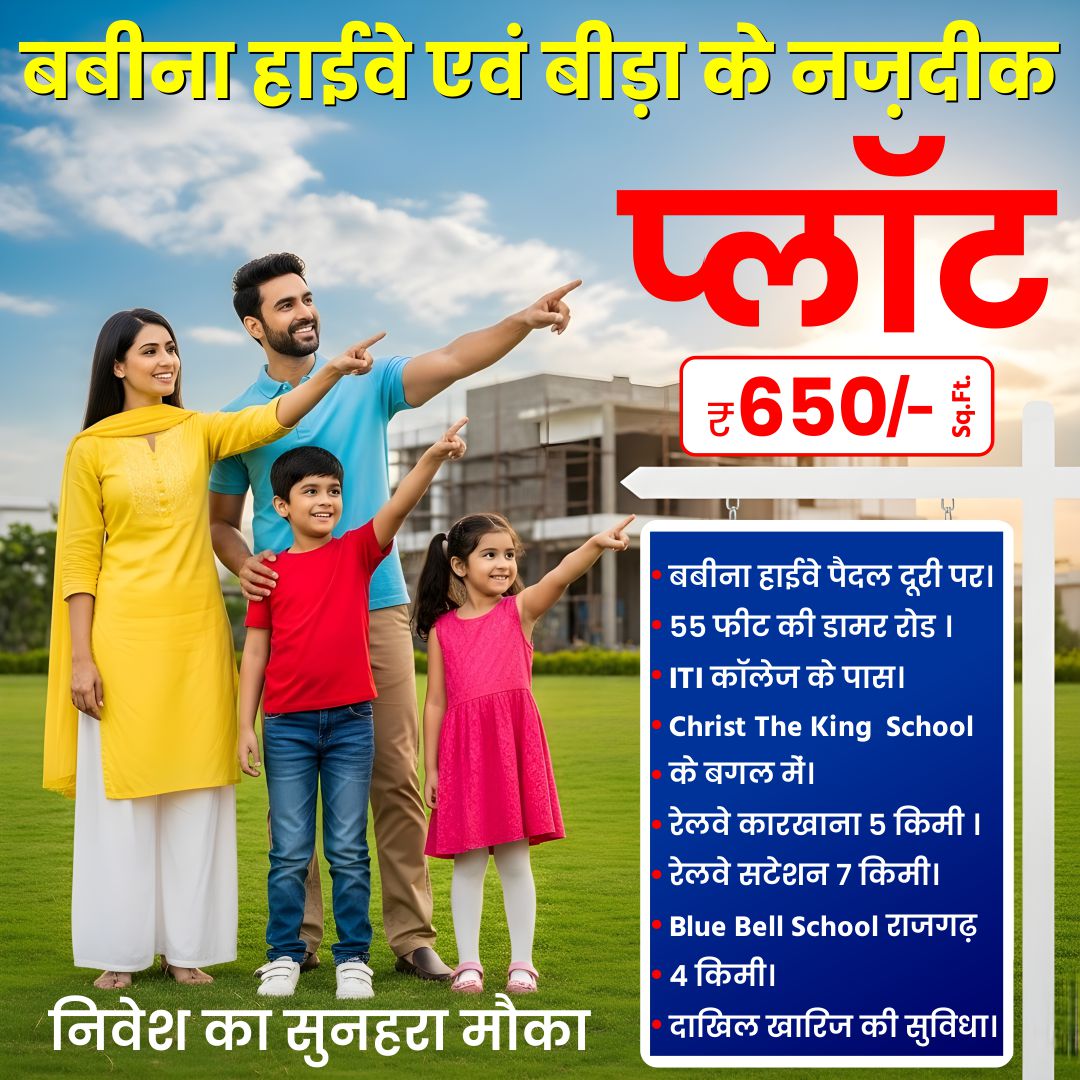 बबीना हाईवे एवं बीड़ा के नज़दीक
प्लॉट
₹650/- Sq.Ft.
• बबीना हाईवे पैदल दूरी पर।
• 55 फीट की डामर रोड ।
• ITI कॉलेज के पास।
• Christ The King School
• के बगल में।
• रेलवे कारखाना 5 किमी ।
• रेलवे सटेशन 7 किमी।
• Blue Bell School राजगढ़
• 4 किमी।
• दाखिल खारिज की सुविधा।
निवेश का सुनहरा मौका